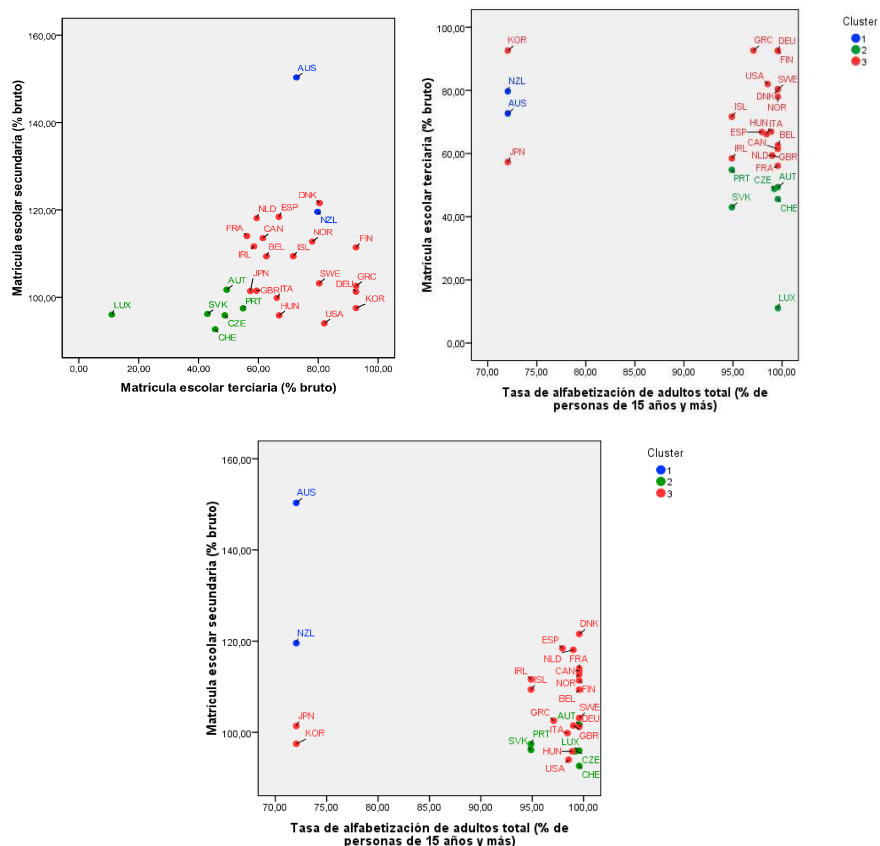 160,00
140,00
120,00
100,00
Matrícula escolar secundaria (% bruto)
AUS
DNK
NLD
ESP
NZL
FRA
CAN
NOR
FIN
IRL
BEL
ISL
JPN
SWE
GRC
AUT
GBR
ITA
DEU
LUX
SVK
PRT
KOR
CZE
HUN
USA
CHE
0,00 20,00 40,00 60,00 80,00 100,00
Matrícula escolar terciaria (% bruto)
100,00
80,00
60,00
40,00
20,00
0,00
Matrícula escolar terciaria (% bruto)
KOR
GRC
DEU
FIN
NZL
USA
SWE
AUS
DNK
NOR
ISL
HUN
ITA
ESP
BEL
CAN
JPN
IRL
NLD
GBR
FRA
PRT
CZE
AUT
SVK
CHE
LUX
70,00 75,00 80,00 85,00 90,00 95,00 100,00
Tasa de alfabetización de adultos total (% de
personas de 15 años y más)
Cluster
1
2
3
160,00
140,00
120,00
100,00
Matrícula escolar secundaria (% bruto)
AUS
NZL
DNK
ESP
NLD
FRA
IRL
ISL
CAN
NOR
FIN
BEL
JPN
GRC
AUT
SWE
KOR
DEU
SVK
PRT
ITA
GBR
LUX
HUN
CZE
USA
CHE
70,00 75,00 80,00 85,00 90,00 95,00 100,00
Tasa de alfabetización de adultos total (% de
personas de 15 años y más)
Cluster
1
2
3